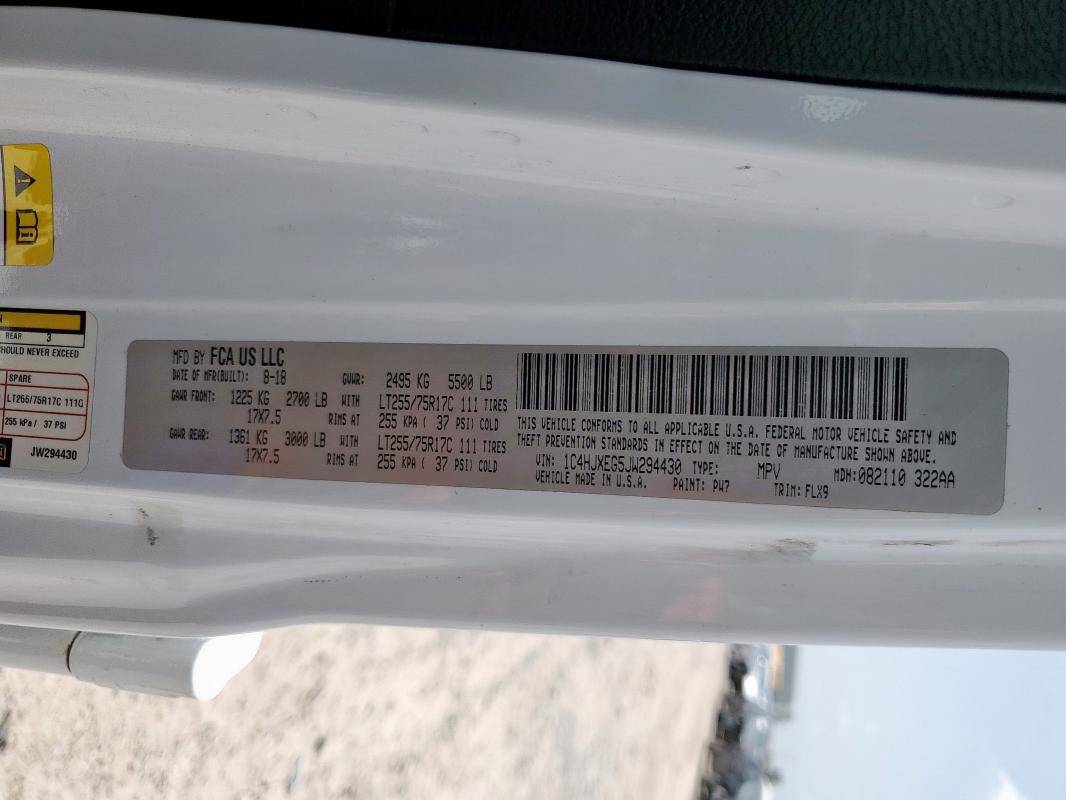 N
REAR 3
SHOULD NEVER EXCEED
SPARE
LT255/75R17C 111Q
255 kPa / 37 PSI
JW294430
MFD BY FCA US LLC
DATE OF MFR(BUILT): 8-18 GVWR: 2495 KG 5500 LB
GAWR FRONT: 1225 KG 2700 LB WITH LT255/75R17C 111 TIRES
17X7.5 RIMS AT 255 KPA ( 37 PSI) COLD
GAWR REAR: 1361 KG 3000 LB WITH LT255/75R17C 111 TIRES
17X7.5 RIMS AT 255 KPA ( 37 PSI) COLD
THIS VEHICLE CONFORMS TO ALL APPLICABLE U.S.A. FEDERAL MOTOR VEHICLE SAFETY AND
THEFT PREVENTION STANDARDS IN EFFECT ON THE DATE OF MANUFACTURE SHOWN ABOVE.
VIN: 1C4HJXEG5JW294430 TYPE: MPV MDH:082110 322AA
VEHICLE MADE IN U.S.A. PAINT: PW7 TRIM: FLX9